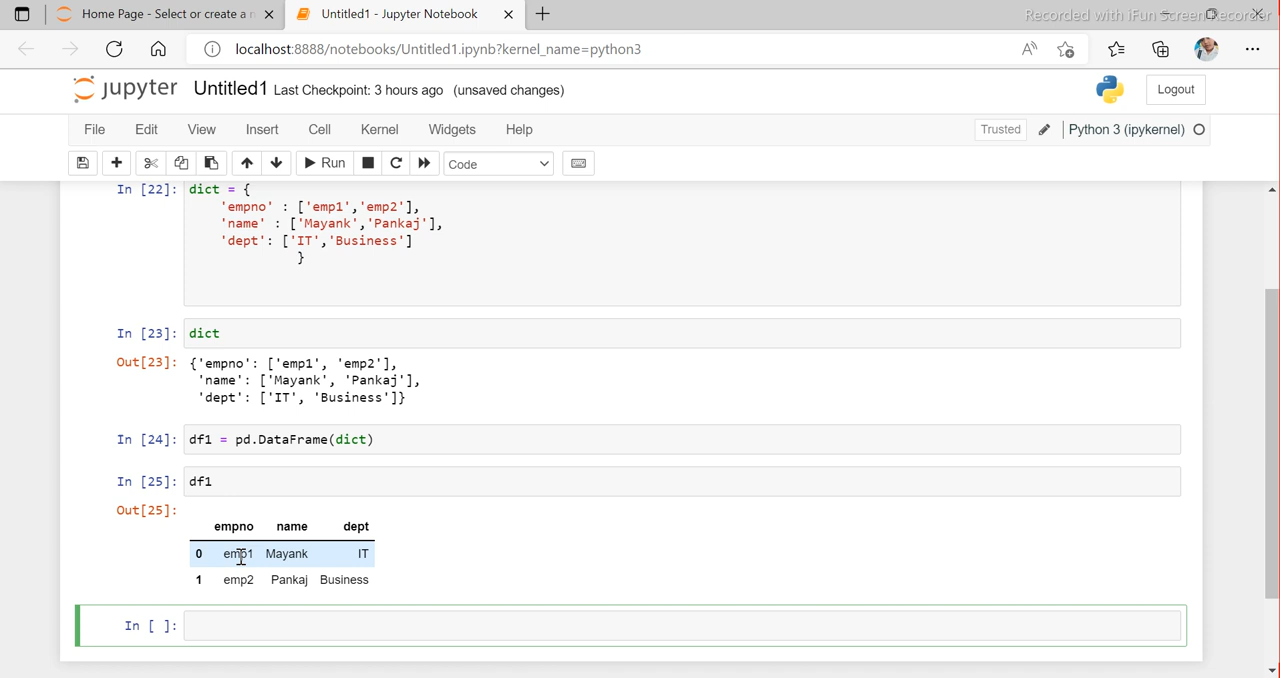 Home Page - Select or create a n
Untitled1 - Jupyter Notebook
Recorded with iFun Screen Recorder
localhost:8888/notebooks/Untitled1.ipynb?kernel_name=python3
jupyter Untitled1 Last Checkpoint: 3 hours ago (unsaved changes)
Logout
File Edit View Insert Cell Kernel Widgets Help
Trusted
Python 3 (ipykernel)
Run
Code
In [22]: dict = {
'empno' : ['emp1','emp2'],
'name' : ['Mayank','Pankaj'],
'dept': ['IT','Business']
}
In [23]: dict
Out[23]: {'empno': ['emp1', 'emp2'],
'name': ['Mayank', 'Pankaj'],
'dept': ['IT', 'Business']}
In [24]: df1 = pd.DataFrame(dict)
In [25]: df1
Out[25]:
empno name dept
0 emp1 Mayank IT
1 emp2 Pankaj Business
In [ ]: